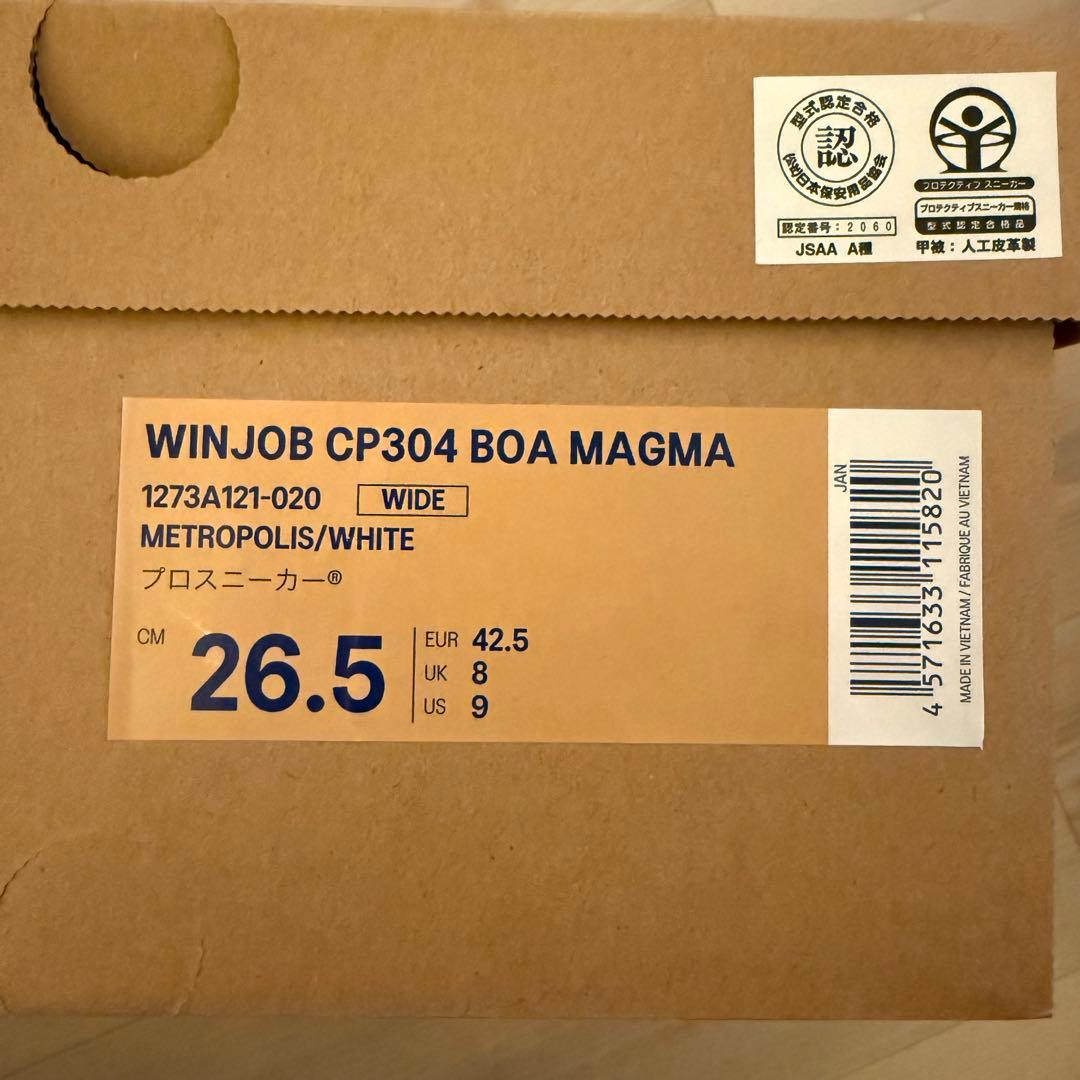 型式認定合格
認
(公社)日本保安用品協会
認定番号：2060
JSAA A種
プロテクティブ スニーカー
プロテクティブスニーカー規格
型式認定合格品
甲被：人工皮革製
WINJOB CP304 BOA MAGMA
1273A121-020 WIDE
METROPOLIS/WHITE
プロスニーカー®
CM 26.5
EUR 42.5
UK 8
US 9
JAN
4 571633 115820
MADE IN VIETNAM / FABRIQUE AU VIETNAM